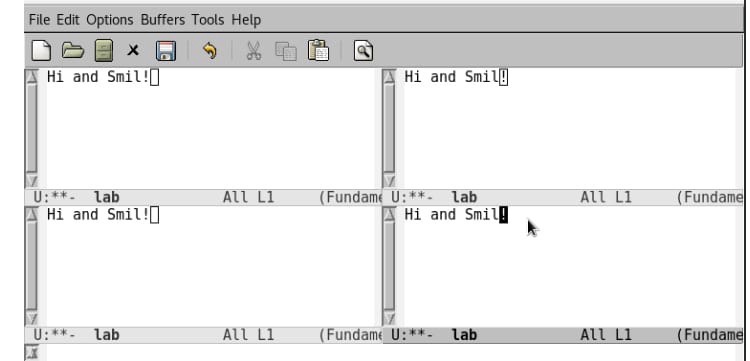 File Edit Options Buffers Tools Help
Hi and Smil!
Hi and Smil!
U:**- lab All L1 (Fundame
U:**- lab All L1 (Fundame
Hi and Smil!
Hi and Smil!
U:**- lab All L1 (Fundame
U:**- lab All L1 (Fundame